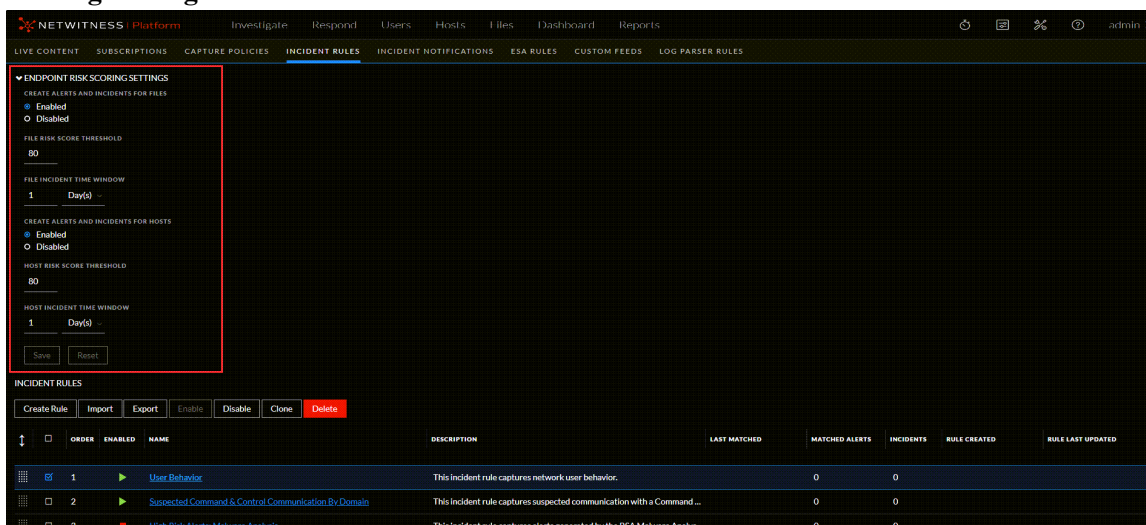 NETWITNESS Platform Investigate Respond Users Hosts Files Dashboard Reports admin
LIVE CONTENT SUBSCRIPTIONS CAPTURE POLICIES INCIDENT RULES INCIDENT NOTIFICATIONS ESA RULES CUSTOM FEEDS LOG PARSER RULES
ENDPOINT RISK SCORING SETTINGS
CREATE ALERTS AND INCIDENTS FOR FILES
Enabled
Disabled
FILE RISK SCORE THRESHOLD
80
FILE INCIDENT TIME WINDOW
1 Day(s)
CREATE ALERTS AND INCIDENTS FOR HOSTS
Enabled
Disabled
HOST RISK SCORE THRESHOLD
80
HOST INCIDENT TIME WINDOW
1 Day(s)
Save Reset
INCIDENT RULES
Create Rule Import Export Enable Disable Clone Delete
ORDER ENABLED NAME DESCRIPTION LAST MATCHED MATCHED ALERTS INCIDENTS RULE CREATED RULE LAST UPDATED
1 User Behavior This incident rule captures network user behavior. 0 0
2 Suspected Command & Control Communication By Domain This incident rule captures suspected communication with a Command ... 0 0